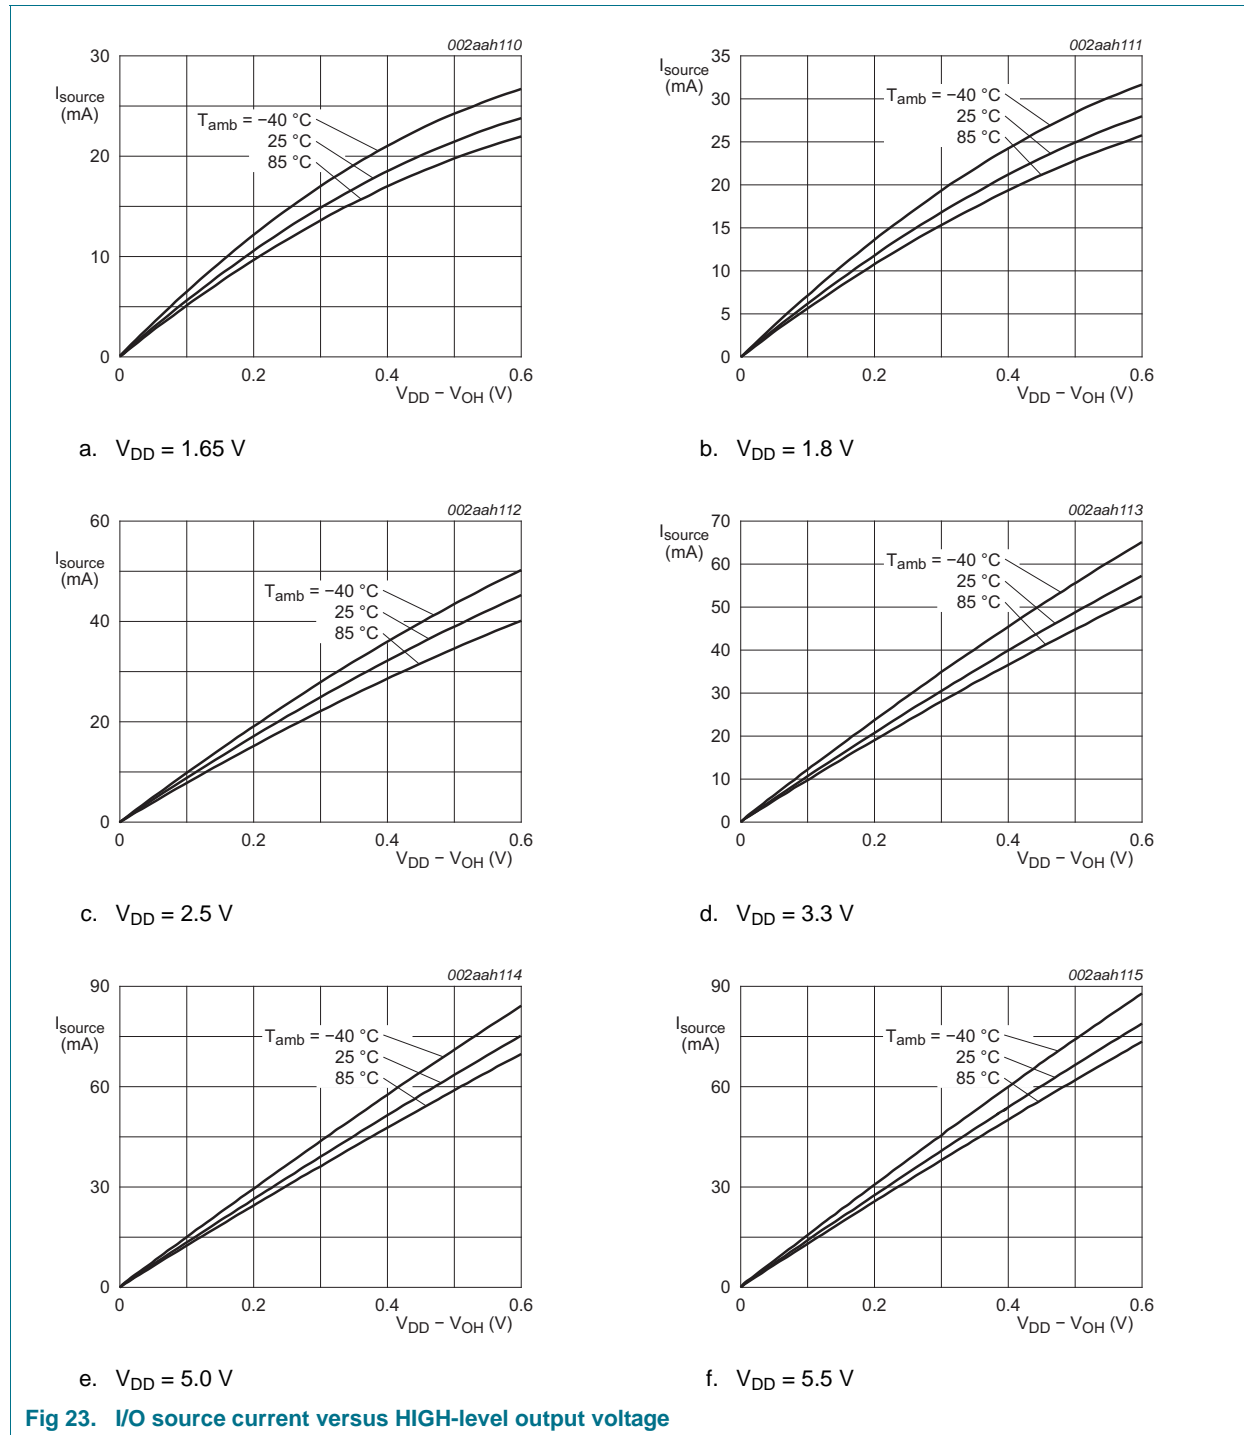 002aah110
30
Isource
(mA)
Tamb = −40 °C
25 °C
85 °C
20
10
0
0 0.2 0.4 0.6
VDD − VOH (V)
a. VDD = 1.65 V
002aah111
35
Isource
(mA)
Tamb = −40 °C
25 °C
85 °C
30
25
20
15
10
5
0
0 0.2 0.4 0.6
VDD − VOH (V)
b. VDD = 1.8 V
002aah112
60
Isource
(mA)
Tamb = −40 °C
25 °C
85 °C
40
20
0
0 0.2 0.4 0.6
VDD − VOH (V)
c. VDD = 2.5 V
002aah113
70
Isource
(mA)
Tamb = −40 °C
25 °C
85 °C
60
50
40
30
20
10
0
0 0.2 0.4 0.6
VDD − VOH (V)
d. VDD = 3.3 V
002aah114
90
Isource
(mA)
Tamb = −40 °C
25 °C
85 °C
60
30
0
0 0.2 0.4 0.6
VDD − VOH (V)
e. VDD = 5.0 V
002aah115
90
Isource
(mA)
Tamb = −40 °C
25 °C
85 °C
60
30
0
0 0.2 0.4 0.6
VDD − VOH (V)
f. VDD = 5.5 V
Fig 23. I/O source current versus HIGH-level output voltage